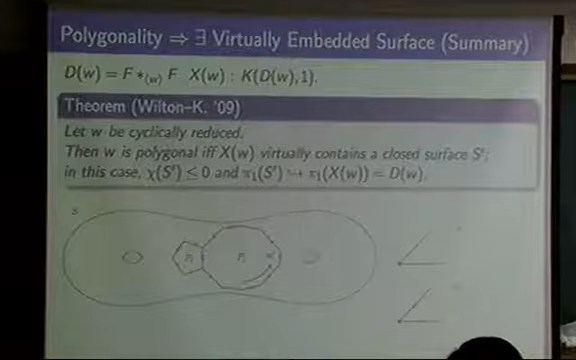 Polygonality ⇒ ∃ Virtually Embedded Surface (Summary)
D(w) = F *⟨w⟩ F X(w) : K(D(w),1).
Theorem (Wilton–K. '09)
Let w be cyclically reduced.
Then w is polygonal iff X(w) virtually contains a closed surface S';
in this case, χ(S') ≤ 0 and π₁(S') ↪ π₁(X(w)) = D(w).
S